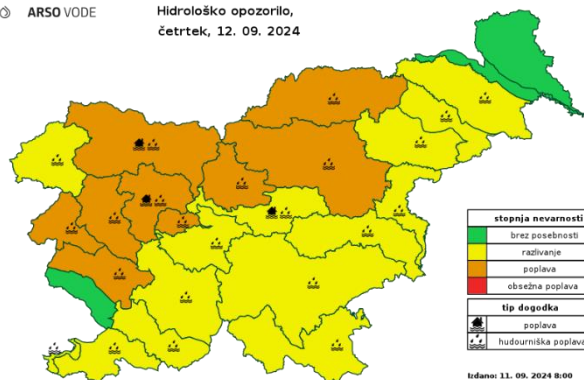 ARSO VODE
Hidrološko opozorilo,
četrtek, 12. 09. 2024
stopnja nevarnosti
brez posebnosti
razlivanje
poplava
obsežna poplava
tip dogodka
poplava
hudourniška poplava
Izdano: 11. 09. 2024 8:00